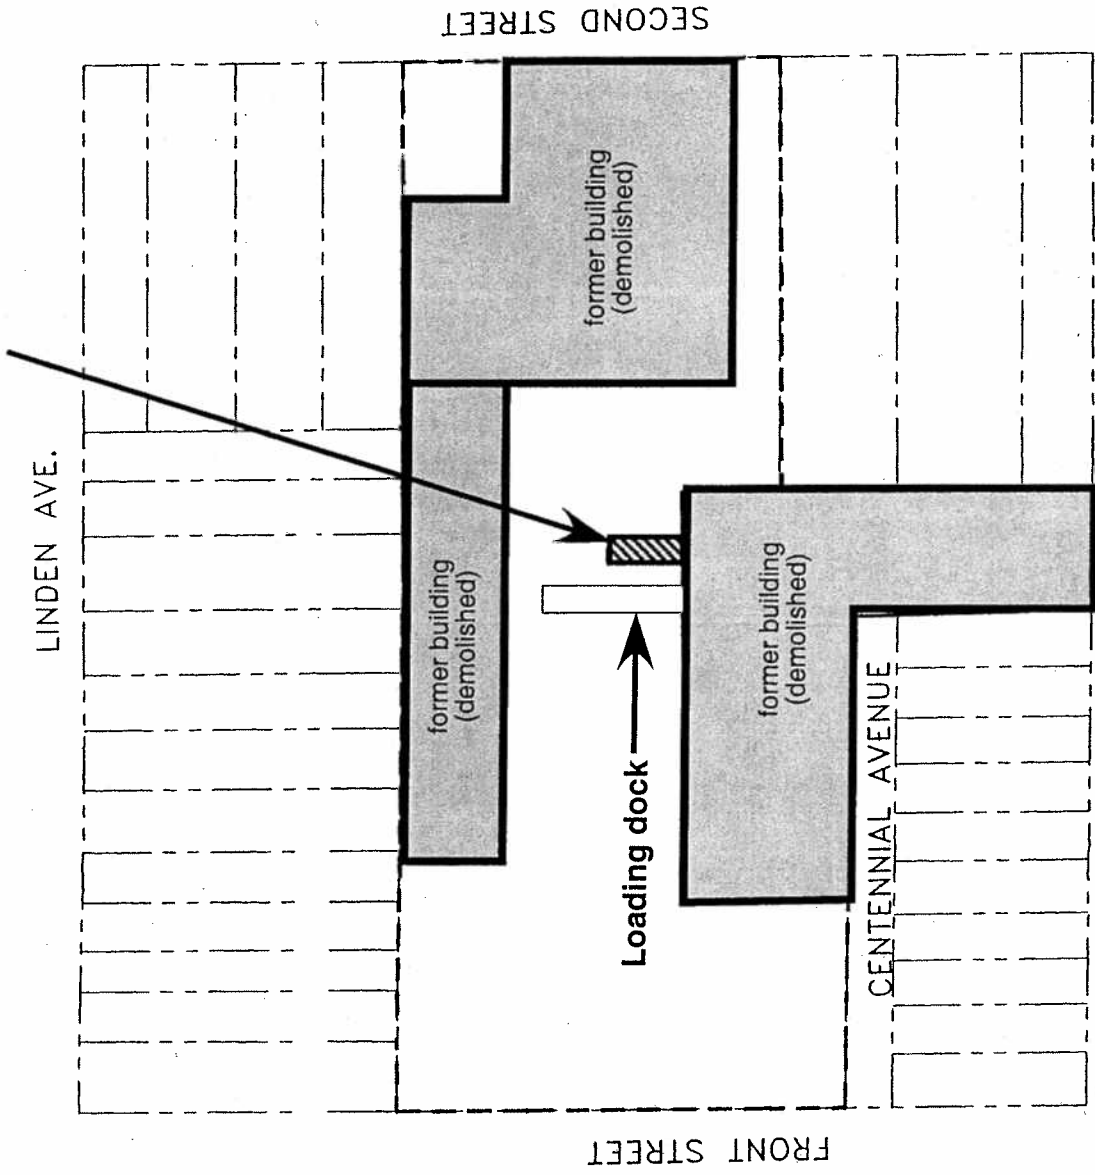 SECOND STREET
LINDEN AVE.
former building
(demolished)
former building
(demolished)
former building
(demolished)
Loading dock
CENTENNIAL AVENUE
FRONT STREET